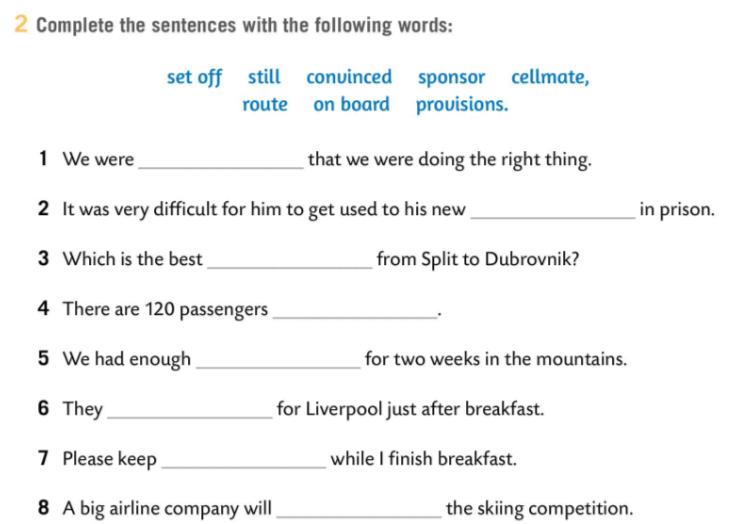 2 Complete the sentences with the following words:
set off still convinced sponsor cellmate,
route on board provisions.
1 We were ________________ that we were doing the right thing.
2 It was very difficult for him to get used to his new ________________ in prison.
3 Which is the best ________________ from Split to Dubrovnik?
4 There are 120 passengers ________________.
5 We had enough ________________ for two weeks in the mountains.
6 They ________________ for Liverpool just after breakfast.
7 Please keep ________________ while I finish breakfast.
8 A big airline company will ________________ the skiing competition.